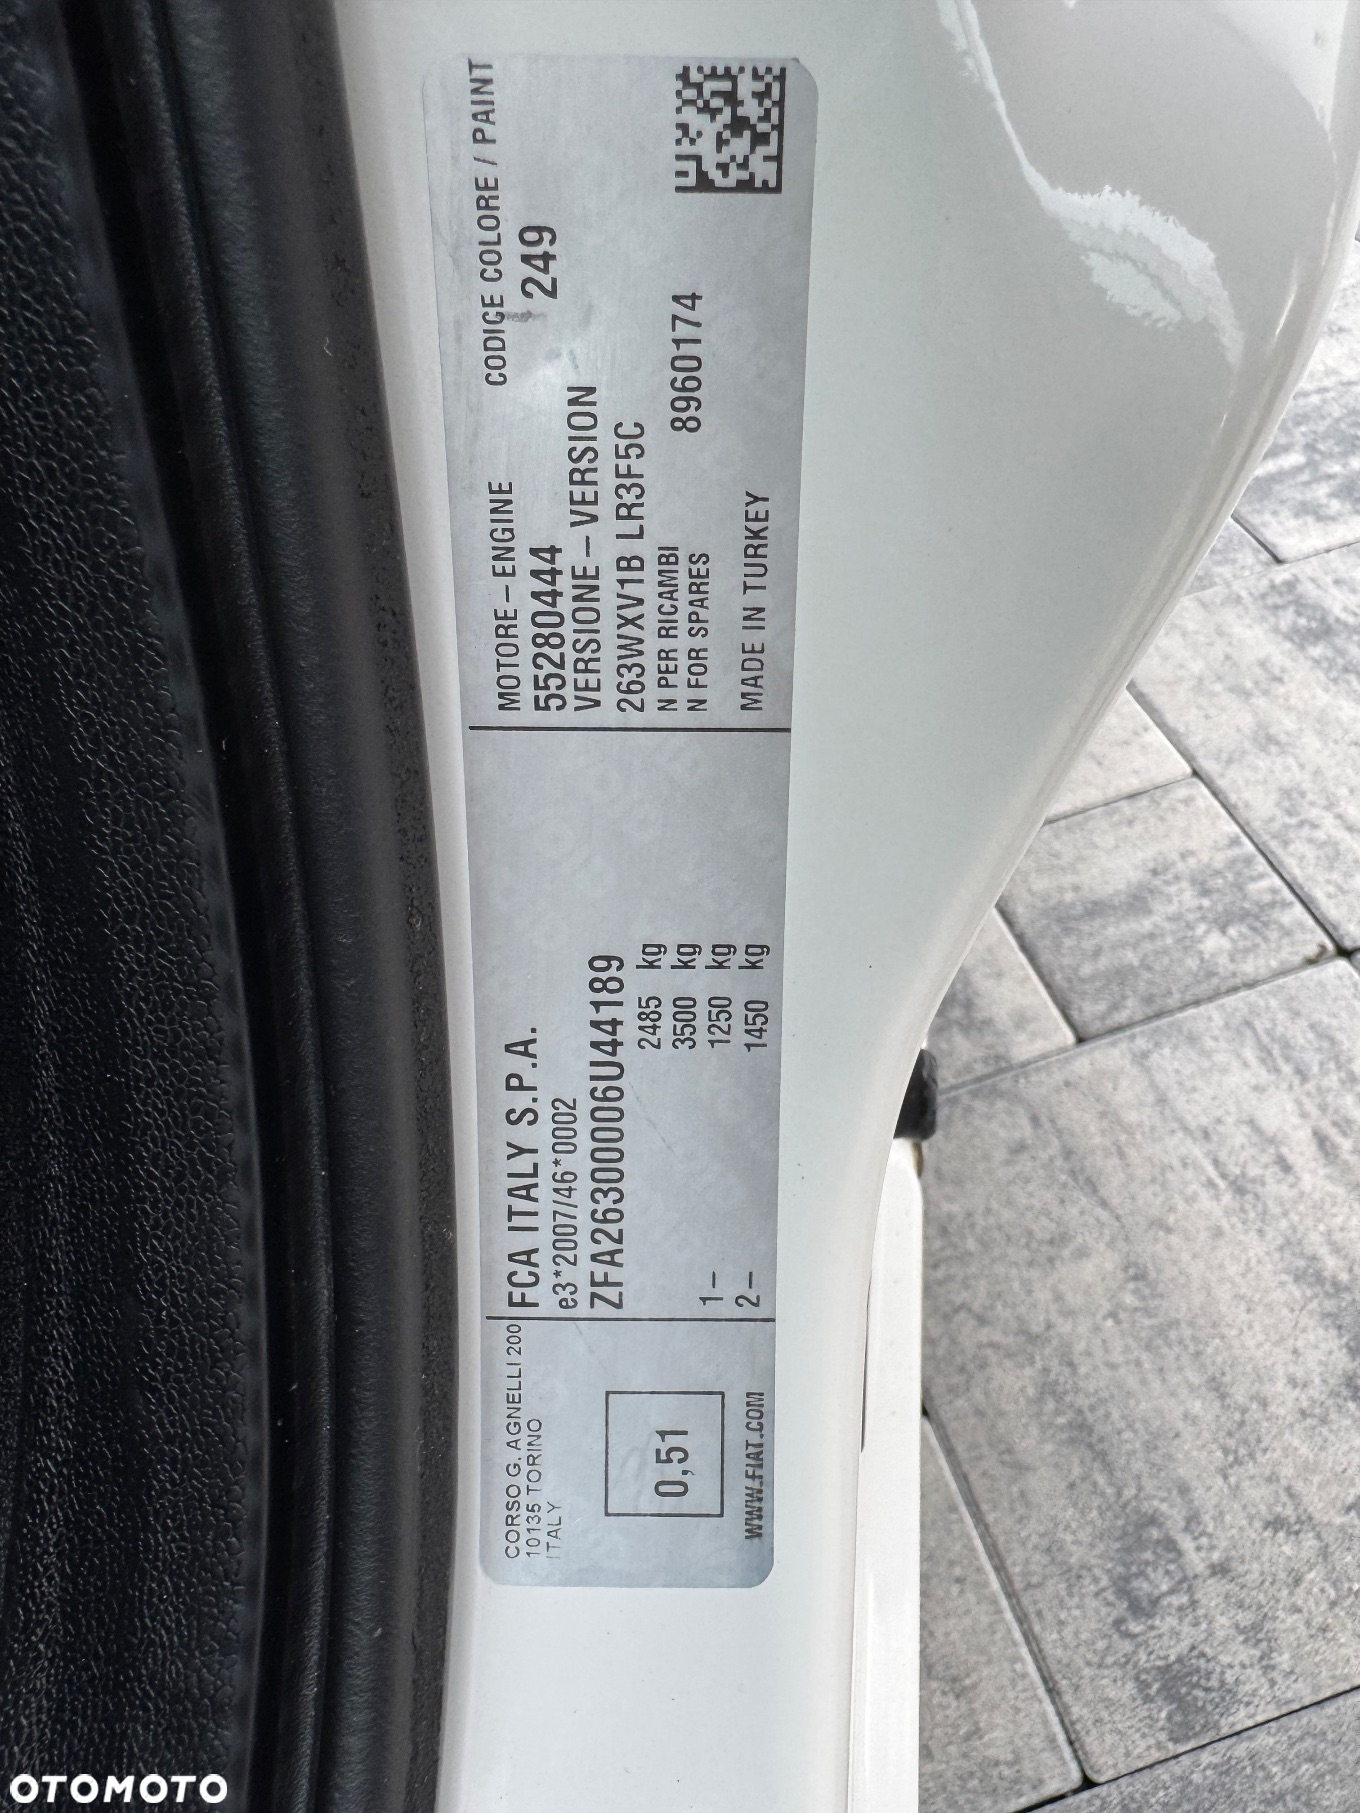 CORSO G. AGNELLI 200
10135 TORINO
ITALY
0,51
WWW.FIAT.COM
FCA ITALY S.P.A.
e3*2007/46*0002
ZFA26300006U44189
2485 kg
3500 kg
1– 1250 kg
2– 1450 kg
MOTORE – ENGINE CODICE COLORE / PAINT
55280444 249
VERSIONE – VERSION
263WXV1B LR3F5C
N PER RICAMBI
N FOR SPARES 8960174
MADE IN TURKEY
OTOMOTO